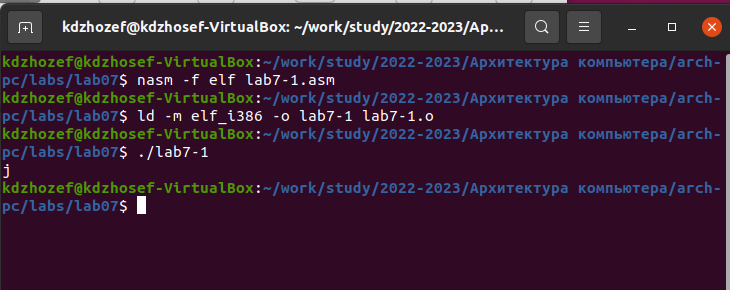 kdzhozef@kdzhosef-VirtualBox: ~/work/study/2022-2023/Ар...
kdzhozef@kdzhosef-VirtualBox:~/work/study/2022-2023/Архитектура компьютера/arch-
pc/labs/lab07$ nasm -f elf lab7-1.asm
kdzhozef@kdzhosef-VirtualBox:~/work/study/2022-2023/Архитектура компьютера/arch-
pc/labs/lab07$ ld -m elf_i386 -o lab7-1 lab7-1.o
kdzhozef@kdzhosef-VirtualBox:~/work/study/2022-2023/Архитектура компьютера/arch-
pc/labs/lab07$ ./lab7-1
j
kdzhozef@kdzhosef-VirtualBox:~/work/study/2022-2023/Архитектура компьютера/arch-
pc/labs/lab07$